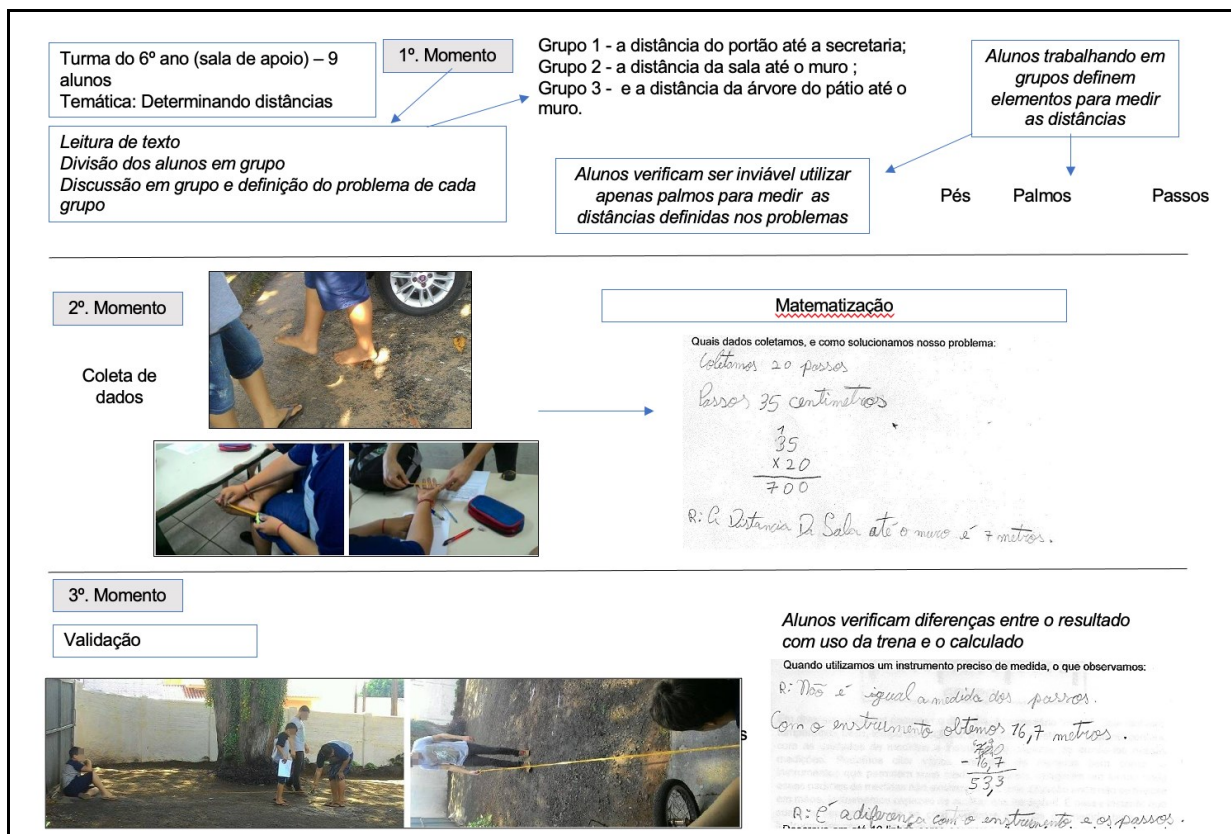 Turma do 6º ano (sala de apoio) – 9
alunos
Temática: Determinando distâncias
1º. Momento
Leitura de texto
Divisão dos alunos em grupo
Discussão em grupo e definição do problema de cada
grupo
Grupo 1 - a distância do portão até a secretaria;
Grupo 2 - a distância da sala até o muro ;
Grupo 3 -  e a distância da árvore do pátio até o
muro.
Alunos trabalhando em
grupos definem
elementos para medir
as distâncias
Alunos verificam ser inviável utilizar
apenas palmos para medir  as
distâncias definidas nos problemas
Pés
Palmos
Passos
2º. Momento
Coleta de
dados
Matematização
Quais dados coletamos, e como solucionamos nosso problema:
Coletamos 20 passos
Passos 35 centimetros
1
35
x 20
700
R: A Distancia Da Sala até o muro é 7 metros.
3º. Momento
Validação
s
Alunos verificam diferenças entre o resultado
com uso da trena e o calculado
Quando utilizamos um instrumento preciso de medida, o que observamos:
R: Não é igual a medida dos passos.
Com o enstrumento obtemos 16,7 metros.
- 16,7
53,3
R: É a diferença com o enstrumento e os passos.